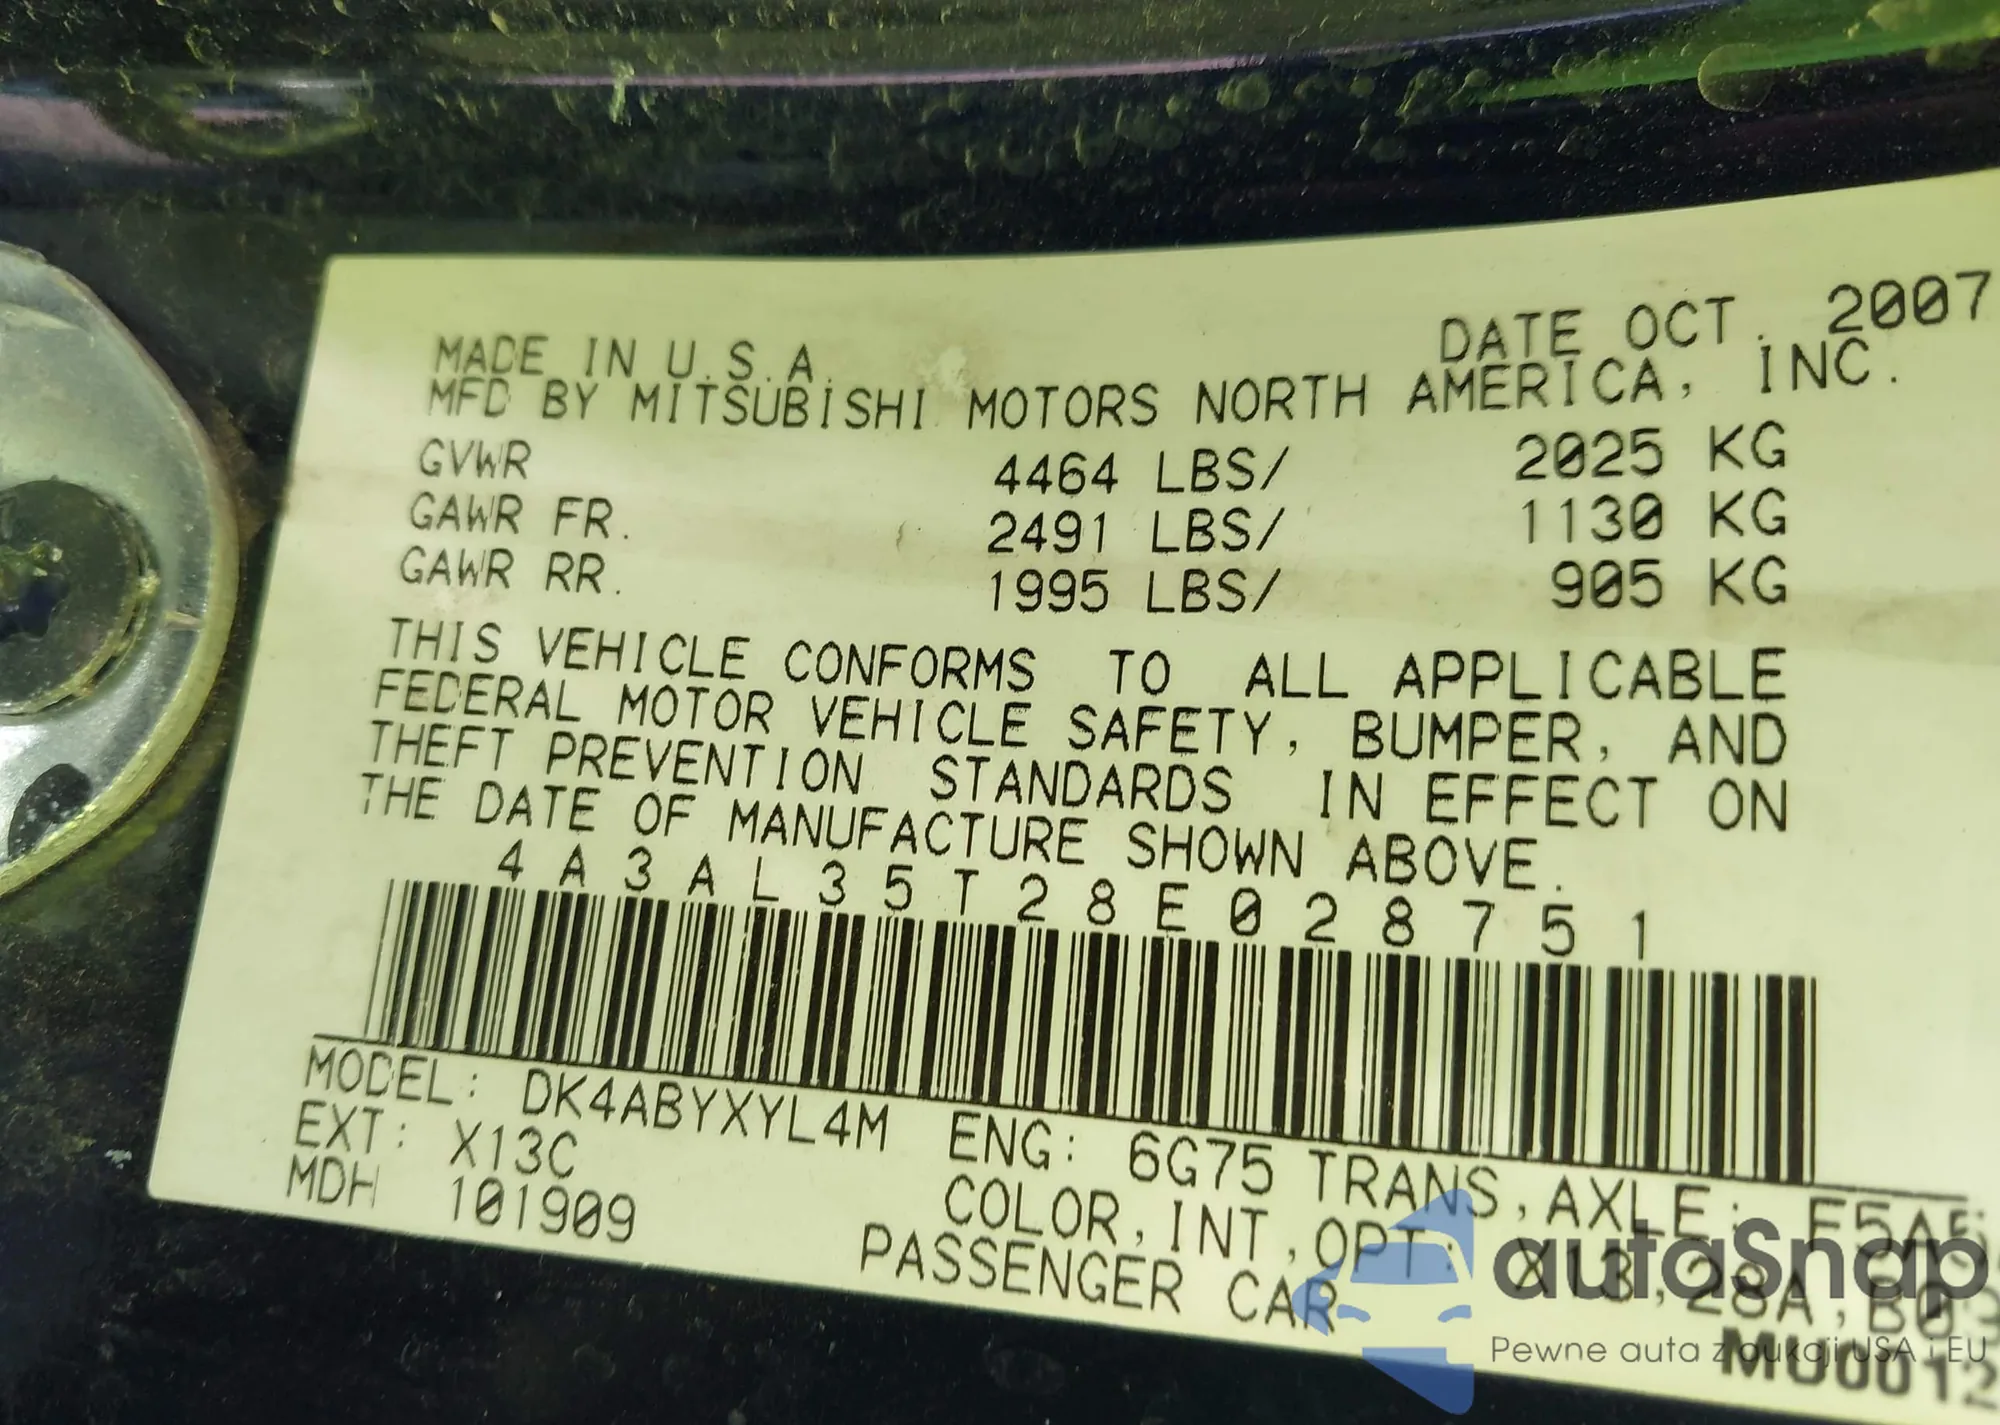 DATE OCT. 2007
MADE IN U.S.A.
MFD BY MITSUBISHI MOTORS NORTH AMERICA, INC.
GVWR 4464 LBS/ 2025 KG
GAWR FR. 2491 LBS/ 1130 KG
GAWR RR. 1995 LBS/ 905 KG
THIS VEHICLE CONFORMS TO ALL APPLICABLE
FEDERAL MOTOR VEHICLE SAFETY, BUMPER, AND
THEFT PREVENTION STANDARDS IN EFFECT ON
THE DATE OF MANUFACTURE SHOWN ABOVE.
4A3AL35T28E028751
MODEL: DK4ABYXYL4M ENG: 6G75 TRANS,AXLE:
EXT: X13C COLOR,INT,OPT: X13,28A,
MDH 101909 PASSENGER CAR
autoSnap
Pewne auta z aukcji USA i EU